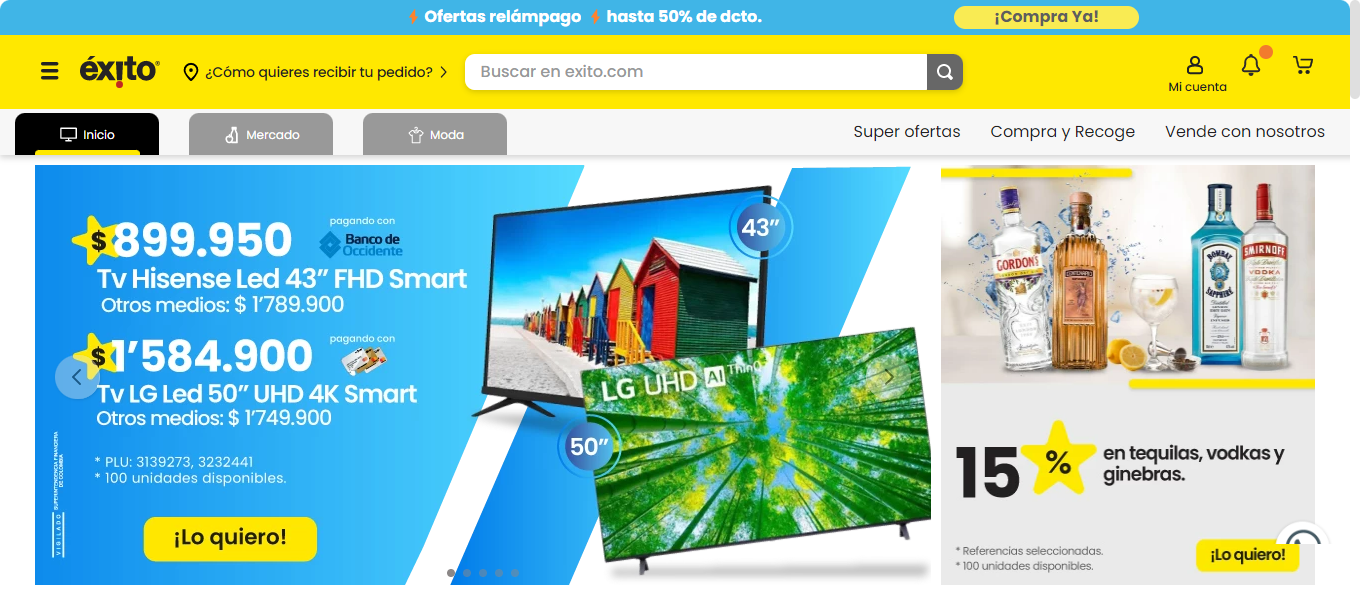 Ofertas relámpago hasta 50% de dcto.
¡Compra Ya!
éxito
¿Cómo quieres recibir tu pedido?
Buscar en exito.com
Mi cuenta
Inicio
Mercado
Moda
Super ofertas
Compra y Recoge
Vende con nosotros
$899.950
pagando con
Banco de
Occidente
Tv Hisense Led 43” FHD Smart
Otros medios: $ 1’789.900
$1’584.900
pagando con
Tv LG Led 50” UHD 4K Smart
Otros medios: $ 1’749.900
* PLU: 3139273, 3232441
* 100 unidades disponibles.
VIGILADO
SUPERINTENDENCIA FINANCIERA
DE COLOMBIA
¡Lo quiero!
43”
LG UHD AI ThinQ
50”
GORDON'S
BOMBAY
SAPPHIRE
SMIRNOFF
VODKA
15%
en tequilas, vodkas y
ginebras.
* Referencias seleccionadas.
* 100 unidades disponibles.
¡Lo quiero!